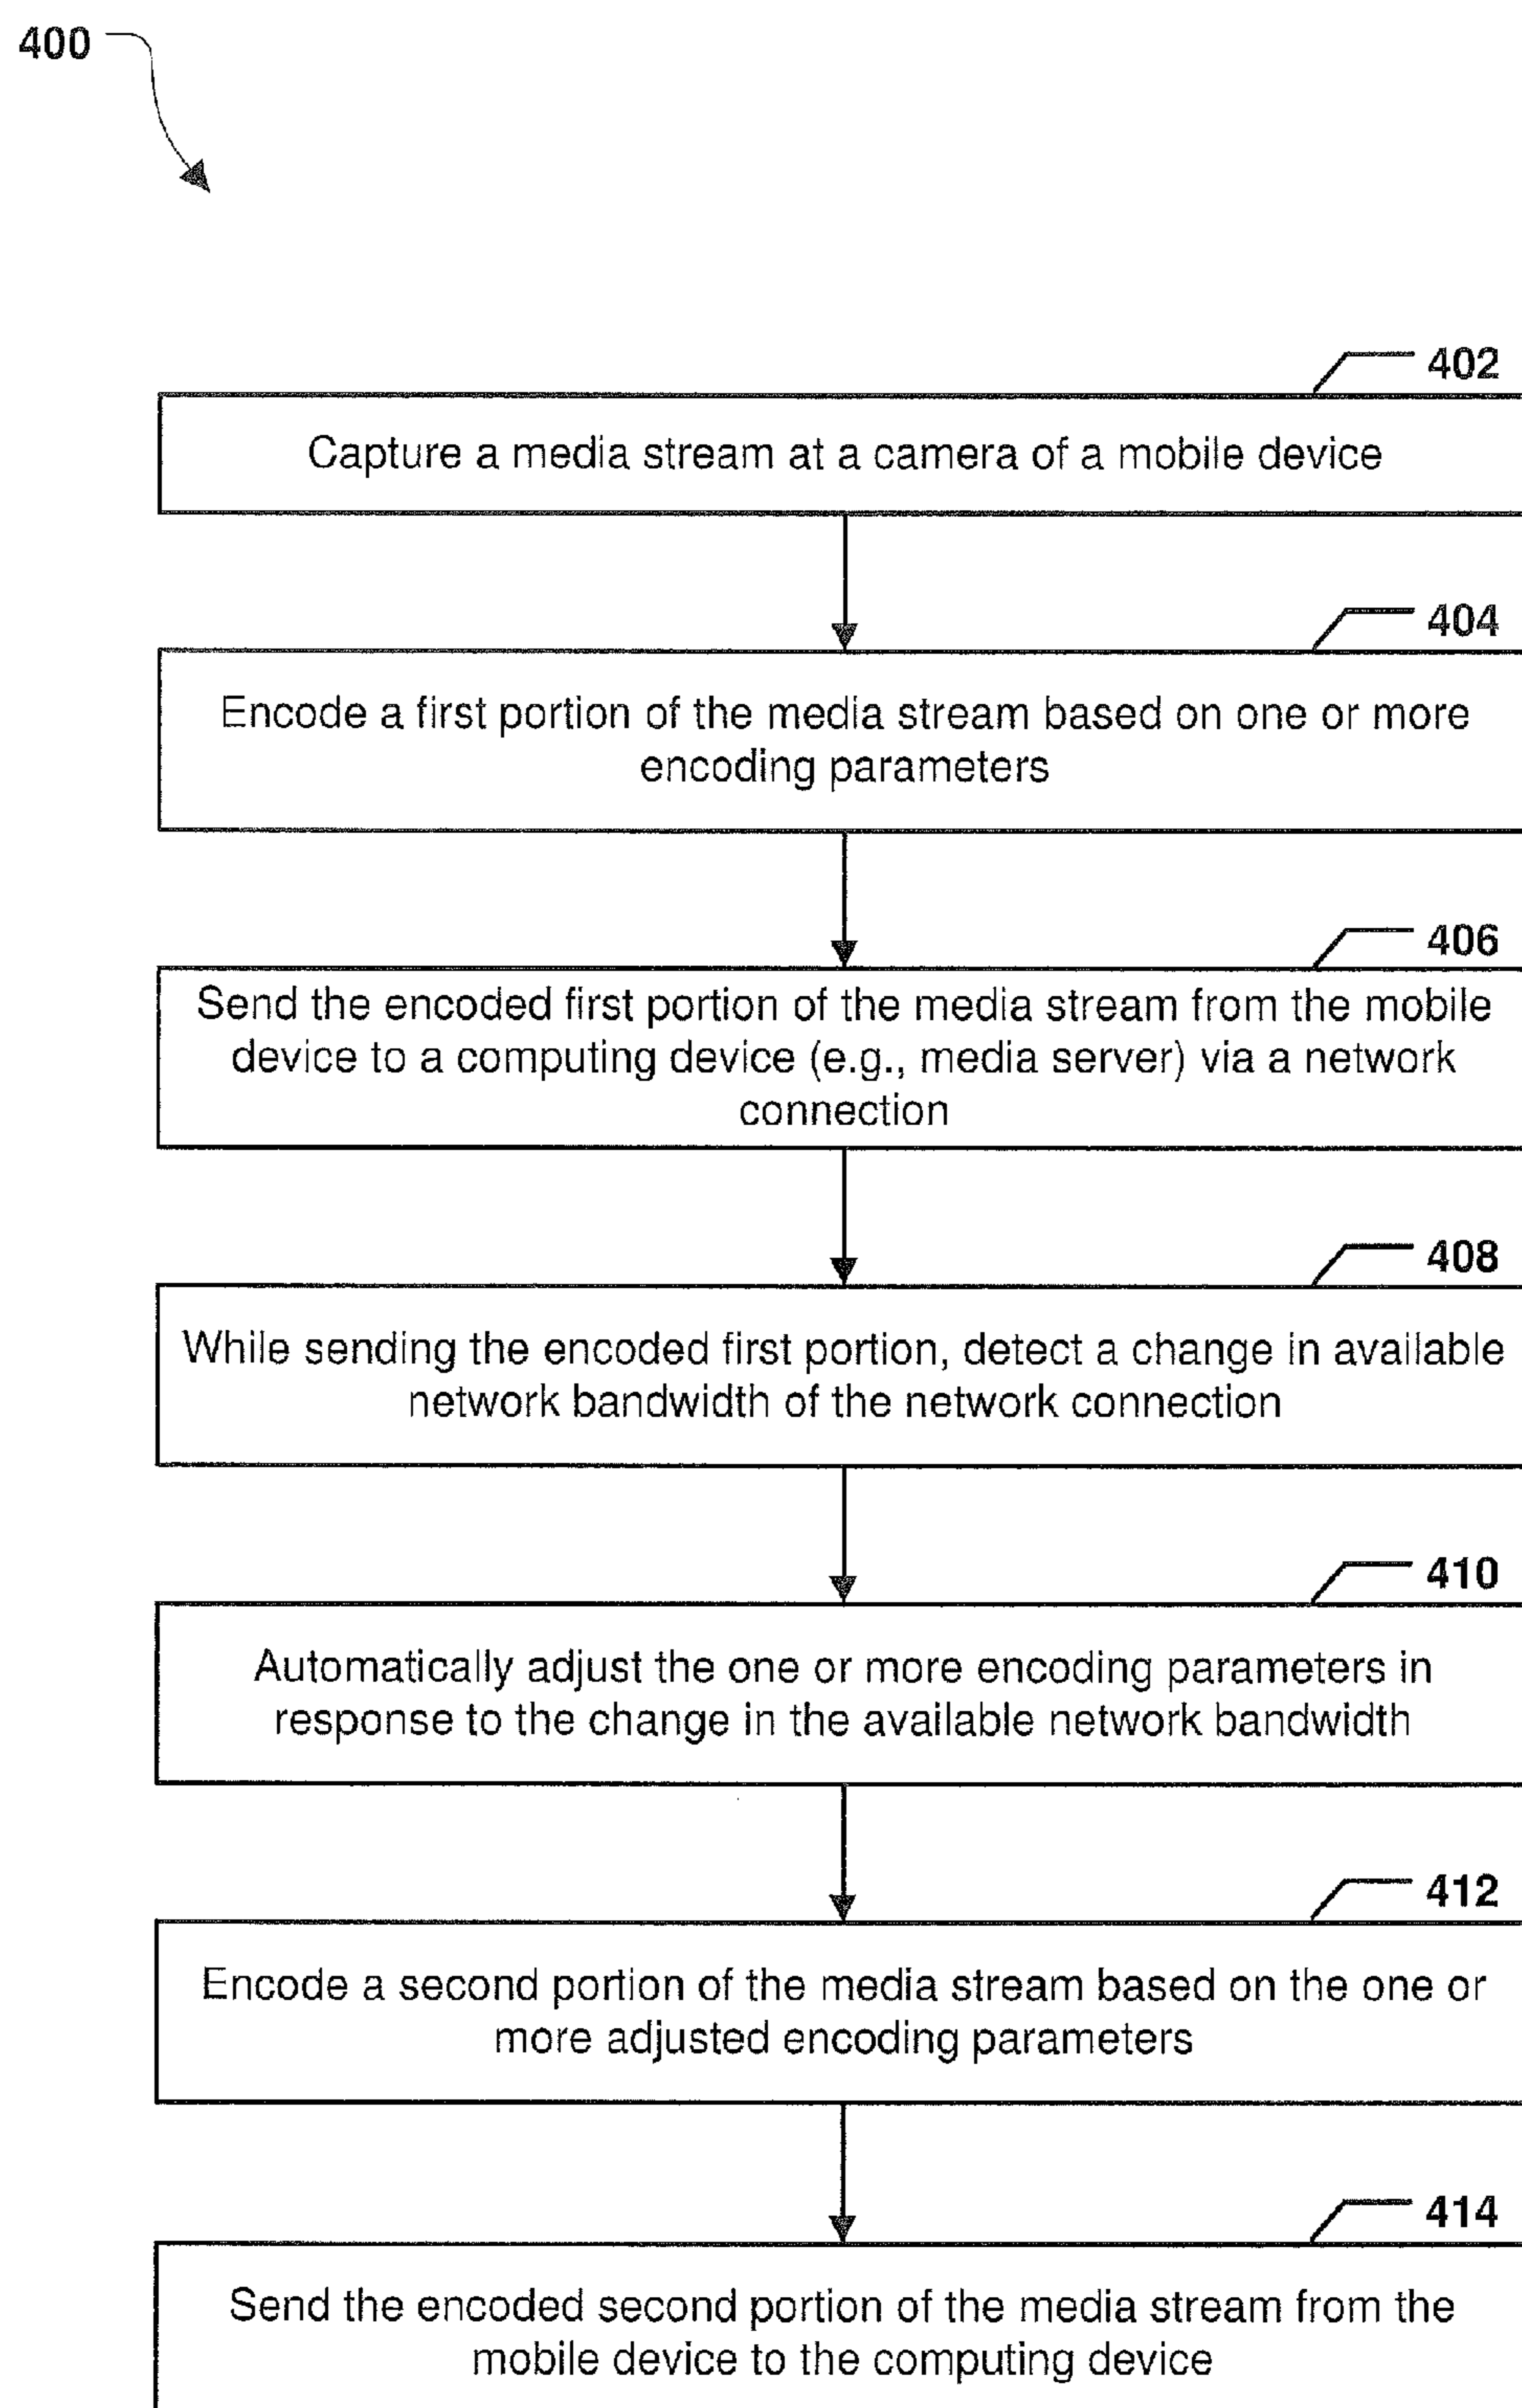 400
402
Capture a media stream at a camera of a mobile device
404
Encode a first portion of the media stream based on one or more
encoding parameters
406
Send the encoded first portion of the media stream from the mobile
device to a computing device (e.g., media server) via a network
connection
408
While sending the encoded first portion, detect a change in available
network bandwidth of the network connection
410
Automatically adjust the one or more encoding parameters in
response to the change in the available network bandwidth
412
Encode a second portion of the media stream based on the one or
more adjusted encoding parameters
414
Send the encoded second portion of the media stream from the
mobile device to the computing device